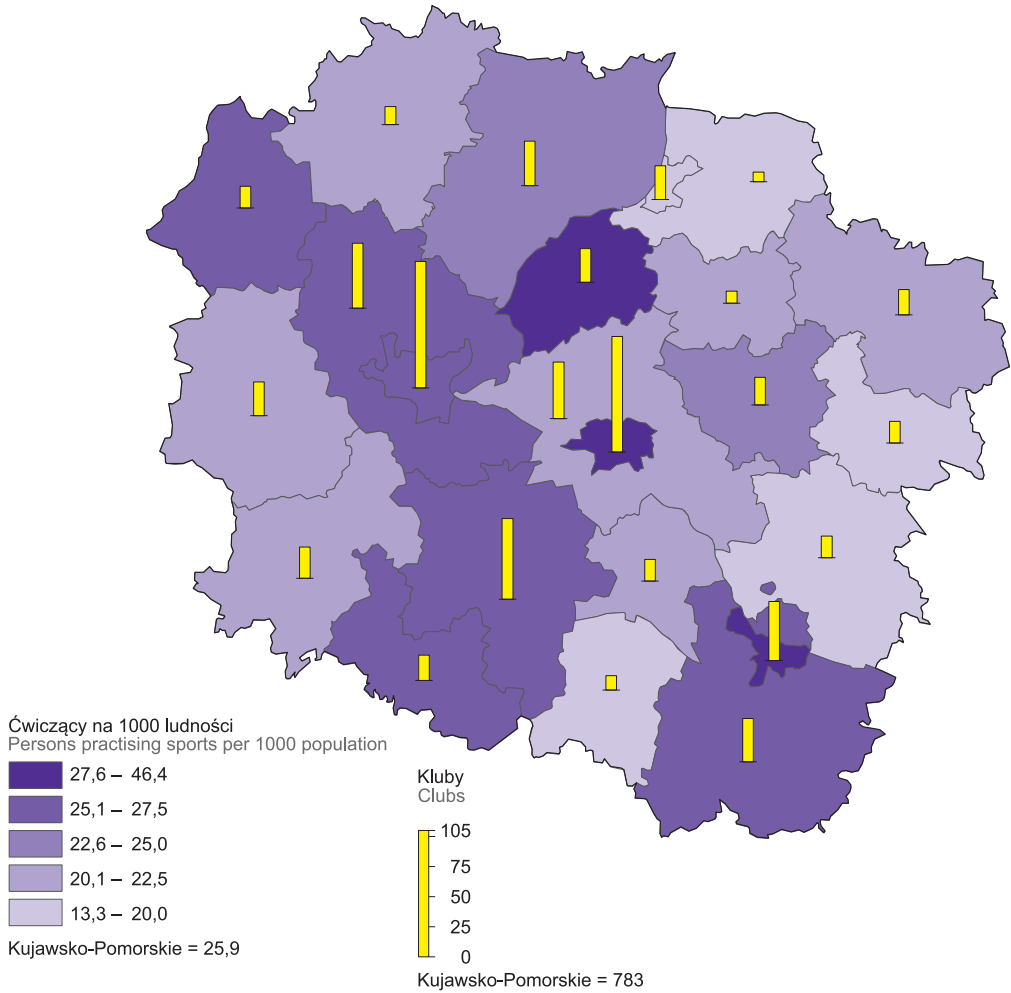 Ćwiczący na 1000 ludności
Persons practising sports per 1000 population
27,6 – 46,4
25,1 – 27,5
22,6 – 25,0
20,1 – 22,5
13,3 – 20,0
Kujawsko-Pomorskie = 25,9
Kluby
Clubs
105
75
50
25
0
Kujawsko-Pomorskie = 783